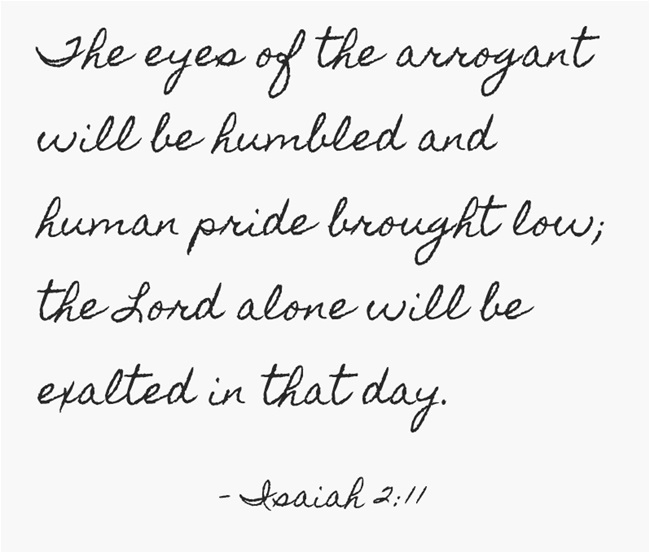 The eyes of the arrogant
will be humbled and
human pride brought low;
the Lord alone will be
exalted in that day.
- Isaiah 2:11